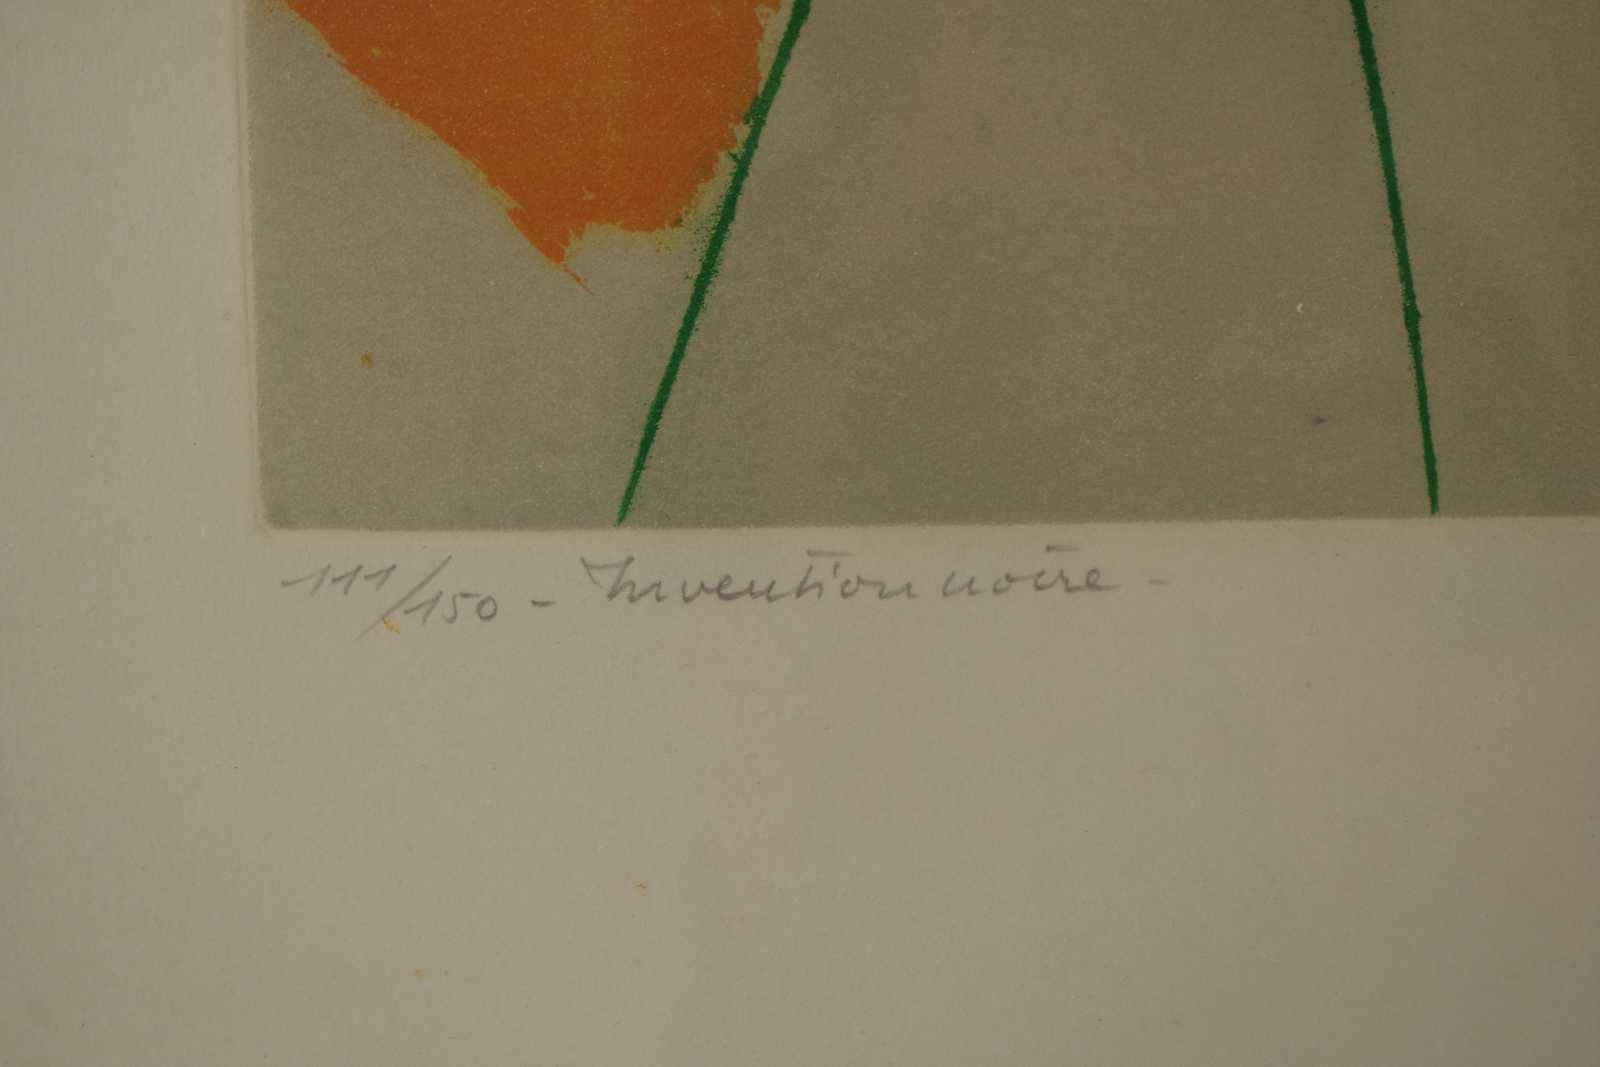 111/150 - Invention noire -